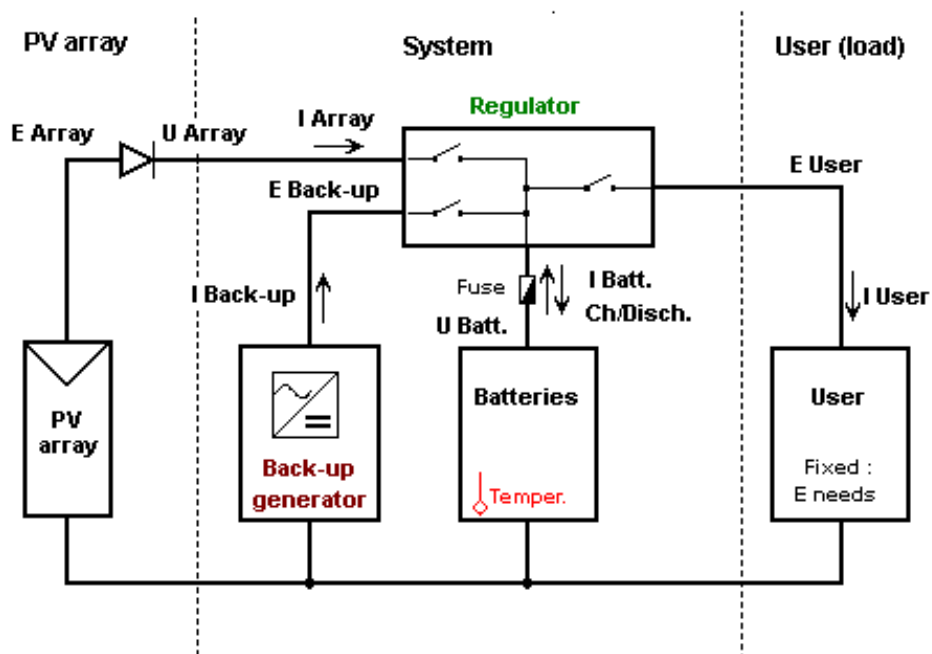 PV array
System
User (load)
Regulator
I Array
E Array
U Array
E User
E Back-up
I Back-up
Fuse
I Batt.
Ch/Disch.
U Batt.
I User
PV
array
Back-up
generator
Batteries
Temper.
User
Fixed :
E needs